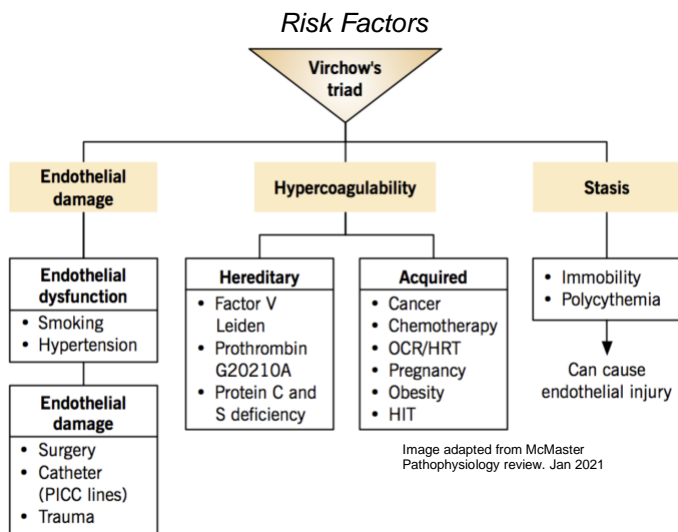 Risk Factors
Virchow's
triad
Endothelial
damage
Hypercoagulability
Stasis
Endothelial
dysfunction
• Smoking
• Hypertension
Hereditary
• Factor V
Leiden
• Prothrombin
G20210A
• Protein C and
S deficiency
Acquired
• Cancer
• Chemotherapy
• OCR/HRT
• Pregnancy
• Obesity
• HIT
• Immobility
• Polycythemia
Can cause
endothelial injury
Endothelial
damage
• Surgery
• Catheter
(PICC lines)
• Trauma
Image adapted from McMaster
Pathophysiology review. Jan 2021